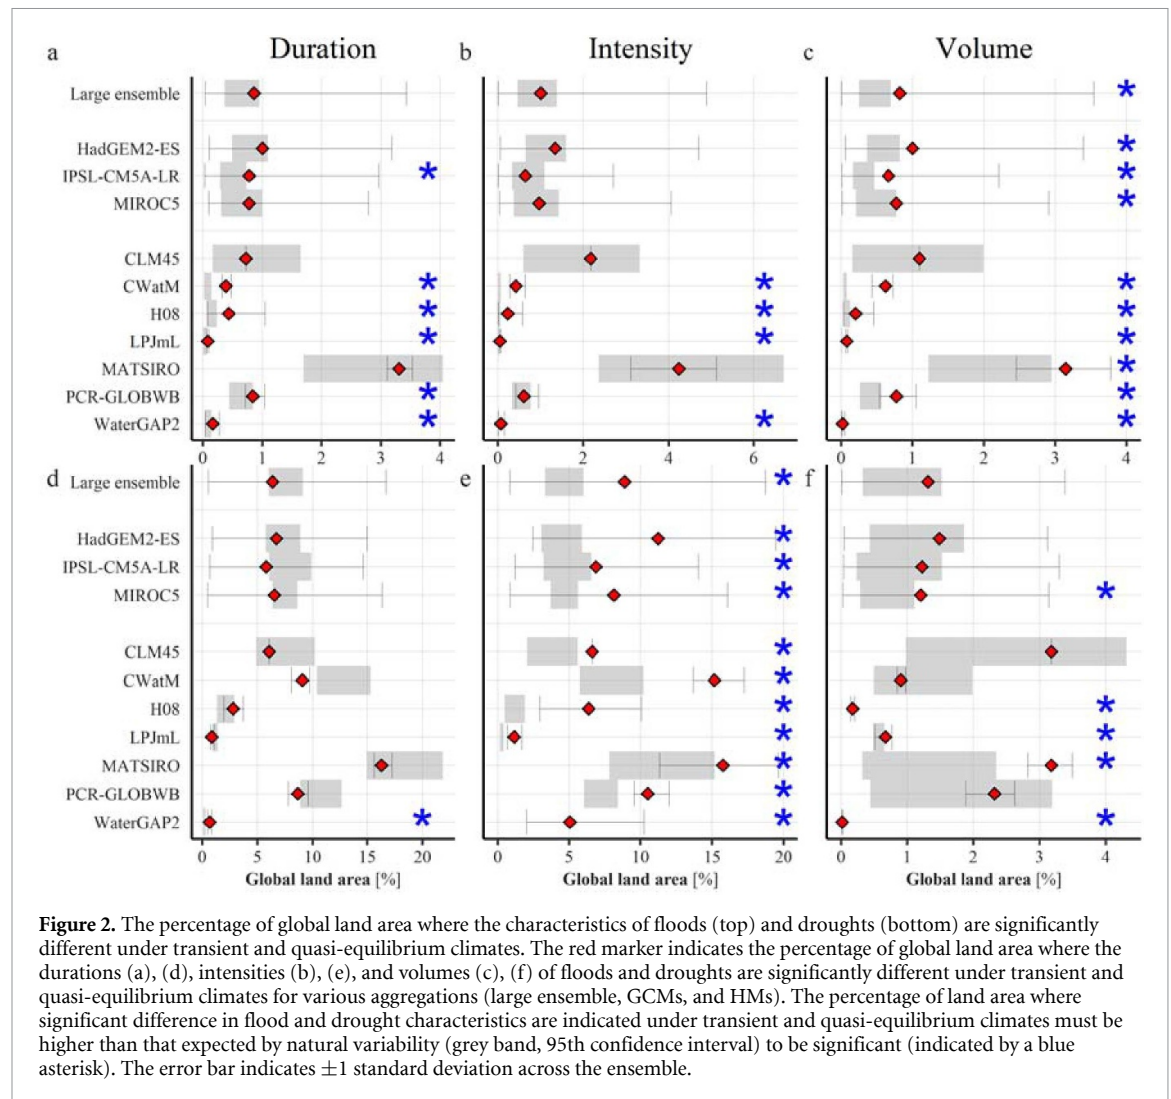 a Duration b Intensity c Volume
Large ensemble
HadGEM2-ES
IPSL-CM5A-LR
MIROC5
CLM45
CWatM
H08
LPJmL
MATSIRO
PCR-GLOBWB
WaterGAP2
0 1 2 3 4 0 2 4 6 0 1 2 3 4
d e f
Large ensemble
HadGEM2-ES
IPSL-CM5A-LR
MIROC5
CLM45
CWatM
H08
LPJmL
MATSIRO
PCR-GLOBWB
WaterGAP2
0 5 10 15 20 0 5 10 15 20 0 1 2 3 4
Global land area [%] Global land area [%] Global land area [%]
Figure 2. The percentage of global land area where the characteristics of floods (top) and droughts (bottom) are significantly
different under transient and quasi-equilibrium climates. The red marker indicates the percentage of global land area where the
durations (a), (d), intensities (b), (e), and volumes (c), (f) of floods and droughts are significantly different under transient and
quasi-equilibrium climates for various aggregations (large ensemble, GCMs, and HMs). The percentage of land area where
significant difference in flood and drought characteristics are indicated under transient and quasi-equilibrium climates must be
higher than that expected by natural variability (grey band, 95th confidence interval) to be significant (indicated by a blue
asterisk). The error bar indicates ±1 standard deviation across the ensemble.